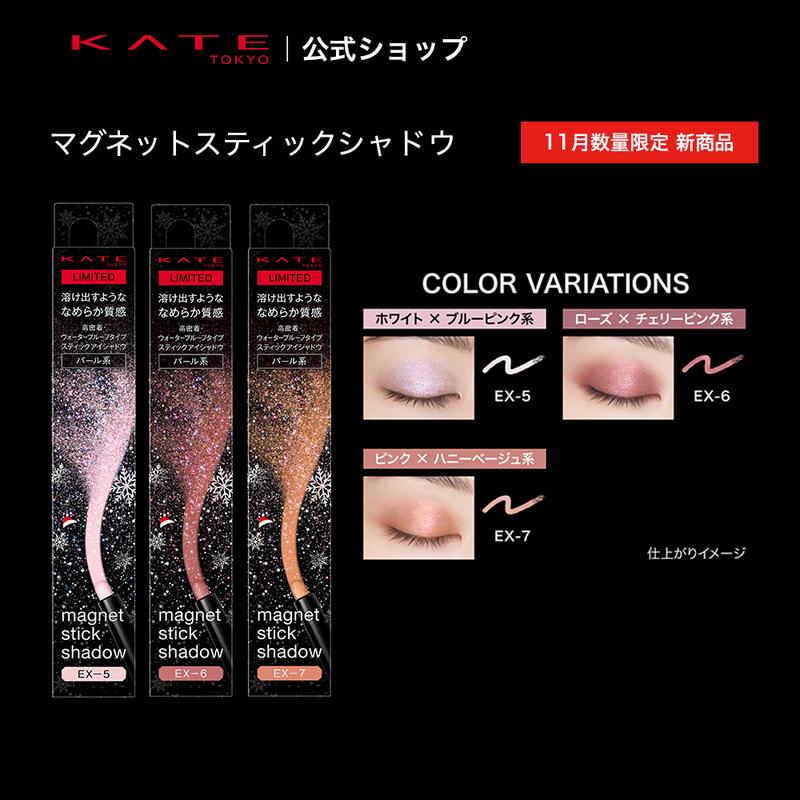 KATE
TOKYO
公式ショップ
マグネットスティックシャドウ
11月数量限定 新商品
KATE
TOKYO
LIMITED
溶け出すような
なめらか質感
高密着
ウォータープルーフタイプ
スティックアイシャドウ
パール系
magnet
stick
shadow
EX-5
KATE
TOKYO
LIMITED
溶け出すような
なめらか質感
高密着
ウォータープルーフタイプ
スティックアイシャドウ
パール系
magnet
stick
shadow
EX-6
KATE
TOKYO
LIMITED
溶け出すような
なめらか質感
高密着
ウォータープルーフタイプ
スティックアイシャドウ
パール系
magnet
stick
shadow
EX-7
COLOR VARIATIONS
ホワイト × ブルーピンク系
EX-5
ローズ × チェリーピンク系
EX-6
ピンク × ハニーベージュ系
EX-7
仕上がりイメージ